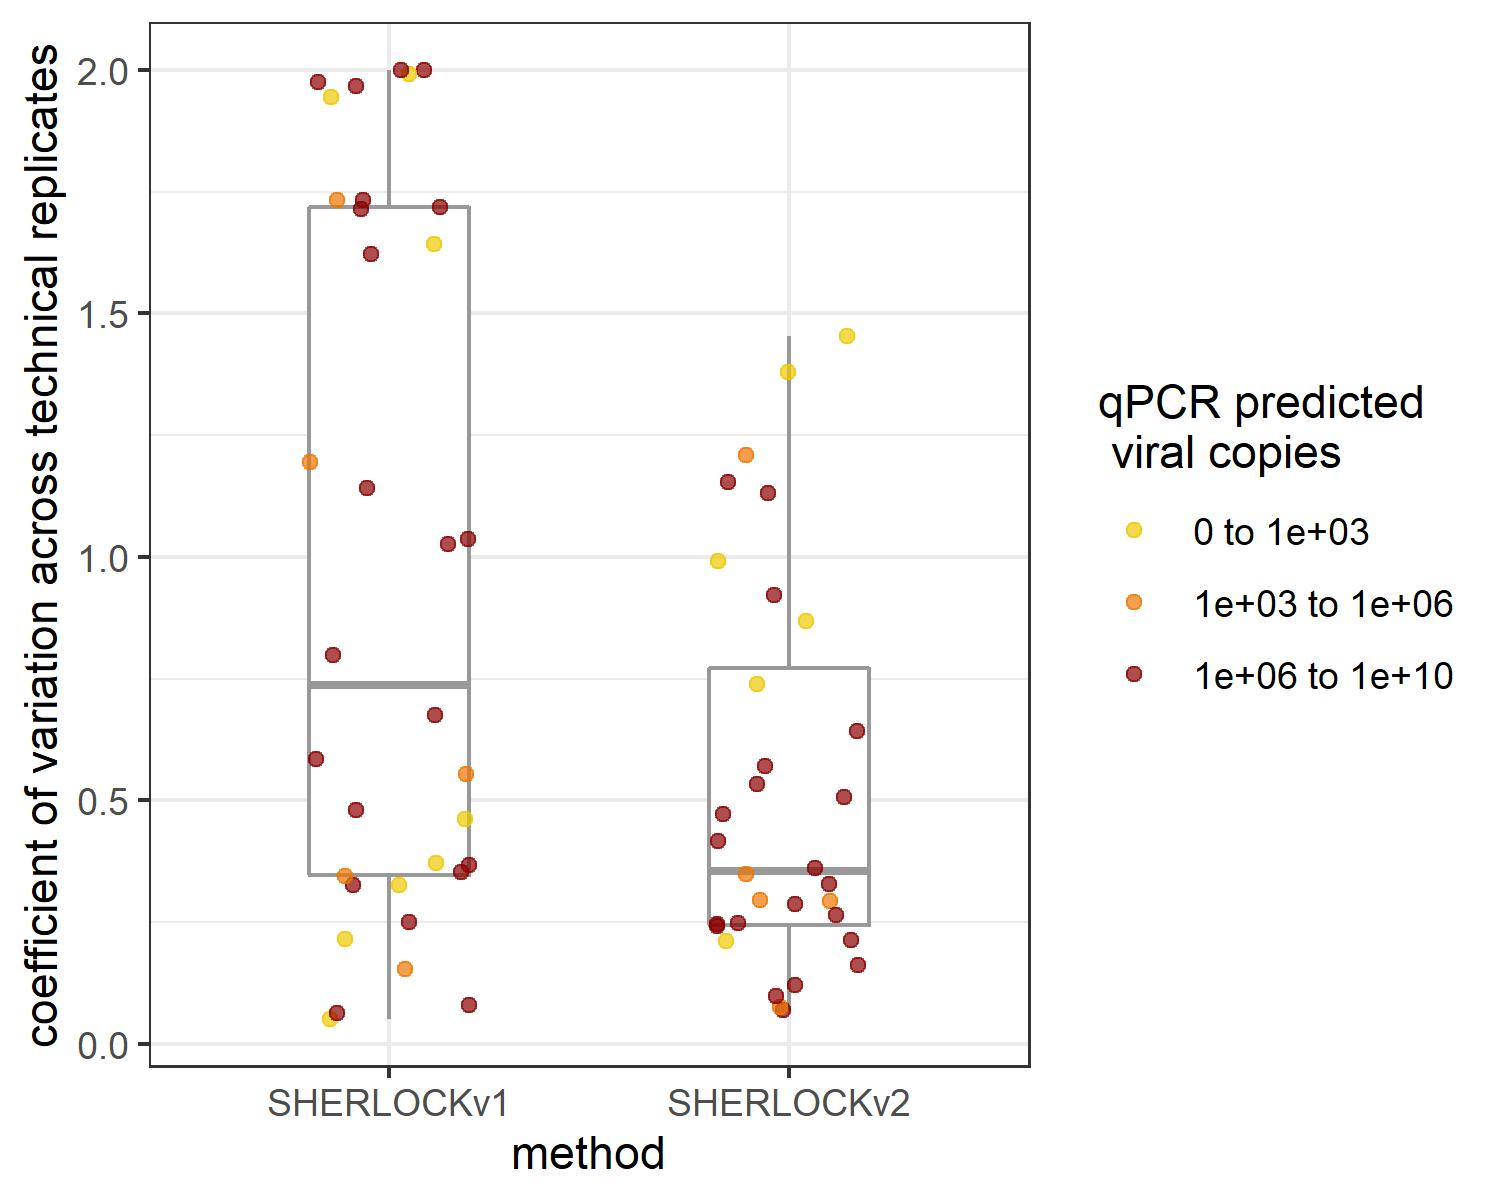 coefficient of variation across technical replicates
2.0
1.5
1.0
0.5
0.0
SHERLOCKv1
SHERLOCKv2
method
qPCR predicted
viral copies
0 to 1e+03
1e+03 to 1e+06
1e+06 to 1e+10